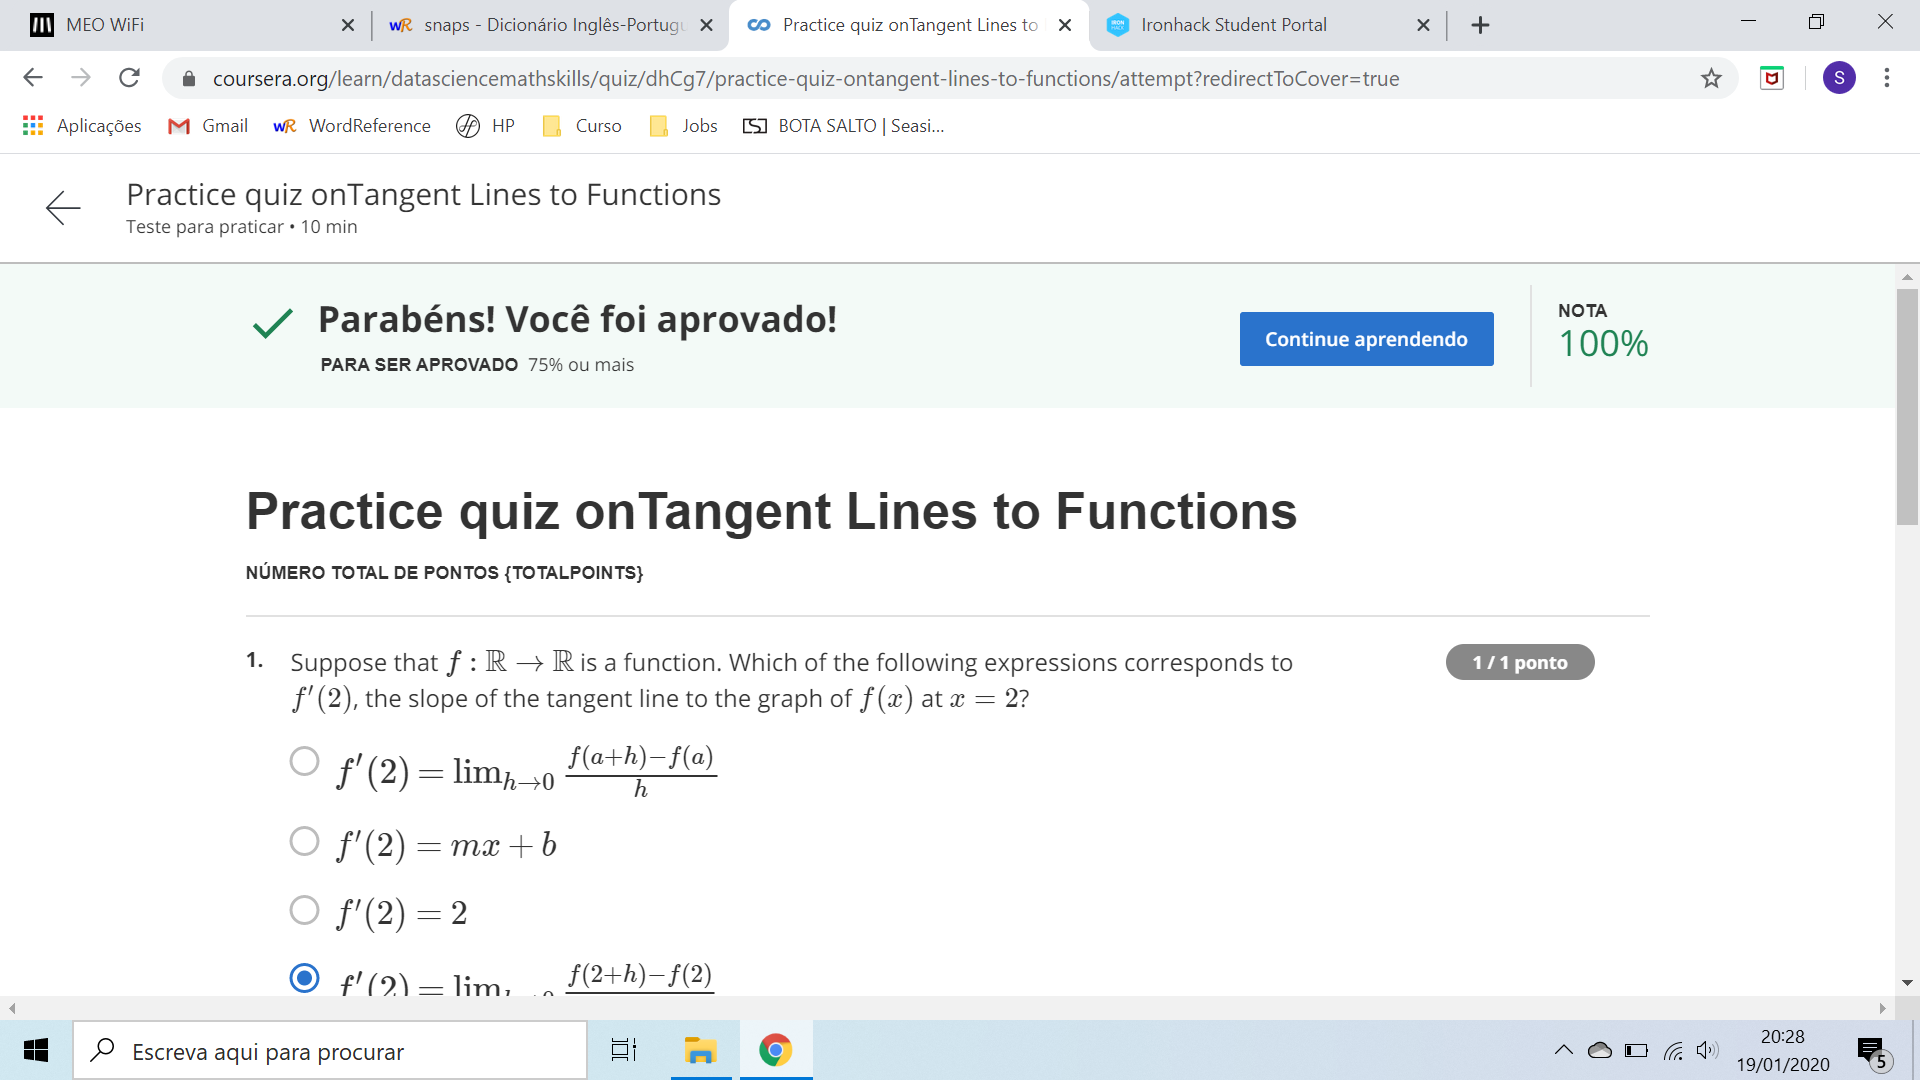 MEO WiFi
wR snaps - Dicionário Inglês-Portugu
Practice quiz onTangent Lines to
Ironhack Student Portal
coursera.org/learn/datasciencemathskills/quiz/dhCg7/practice-quiz-ontangent-lines-to-functions/attempt?redirectToCover=true
S
Aplicações
Gmail
wR WordReference
HP
Curso
Jobs
BOTA SALTO | Seasi...
Practice quiz onTangent Lines to Functions
Teste para praticar • 10 min
Parabéns! Você foi aprovado!
PARA SER APROVADO 75% ou mais
Continue aprendendo
NOTA
100%
Practice quiz onTangent Lines to Functions
NÚMERO TOTAL DE PONTOS {TOTALPOINTS}
1. Suppose that f : ℝ → ℝ is a function. Which of the following expressions corresponds to
f′(2), the slope of the tangent line to the graph of f(x) at x = 2?
1 / 1 ponto
f′(2) = lim h→0 f(a+h)−f(a) / h
f′(2) = mx + b
f′(2) = 2
f′(2) = lim f(2+h)−f(2)
Escreva aqui para procurar
20:28
19/01/2020
5